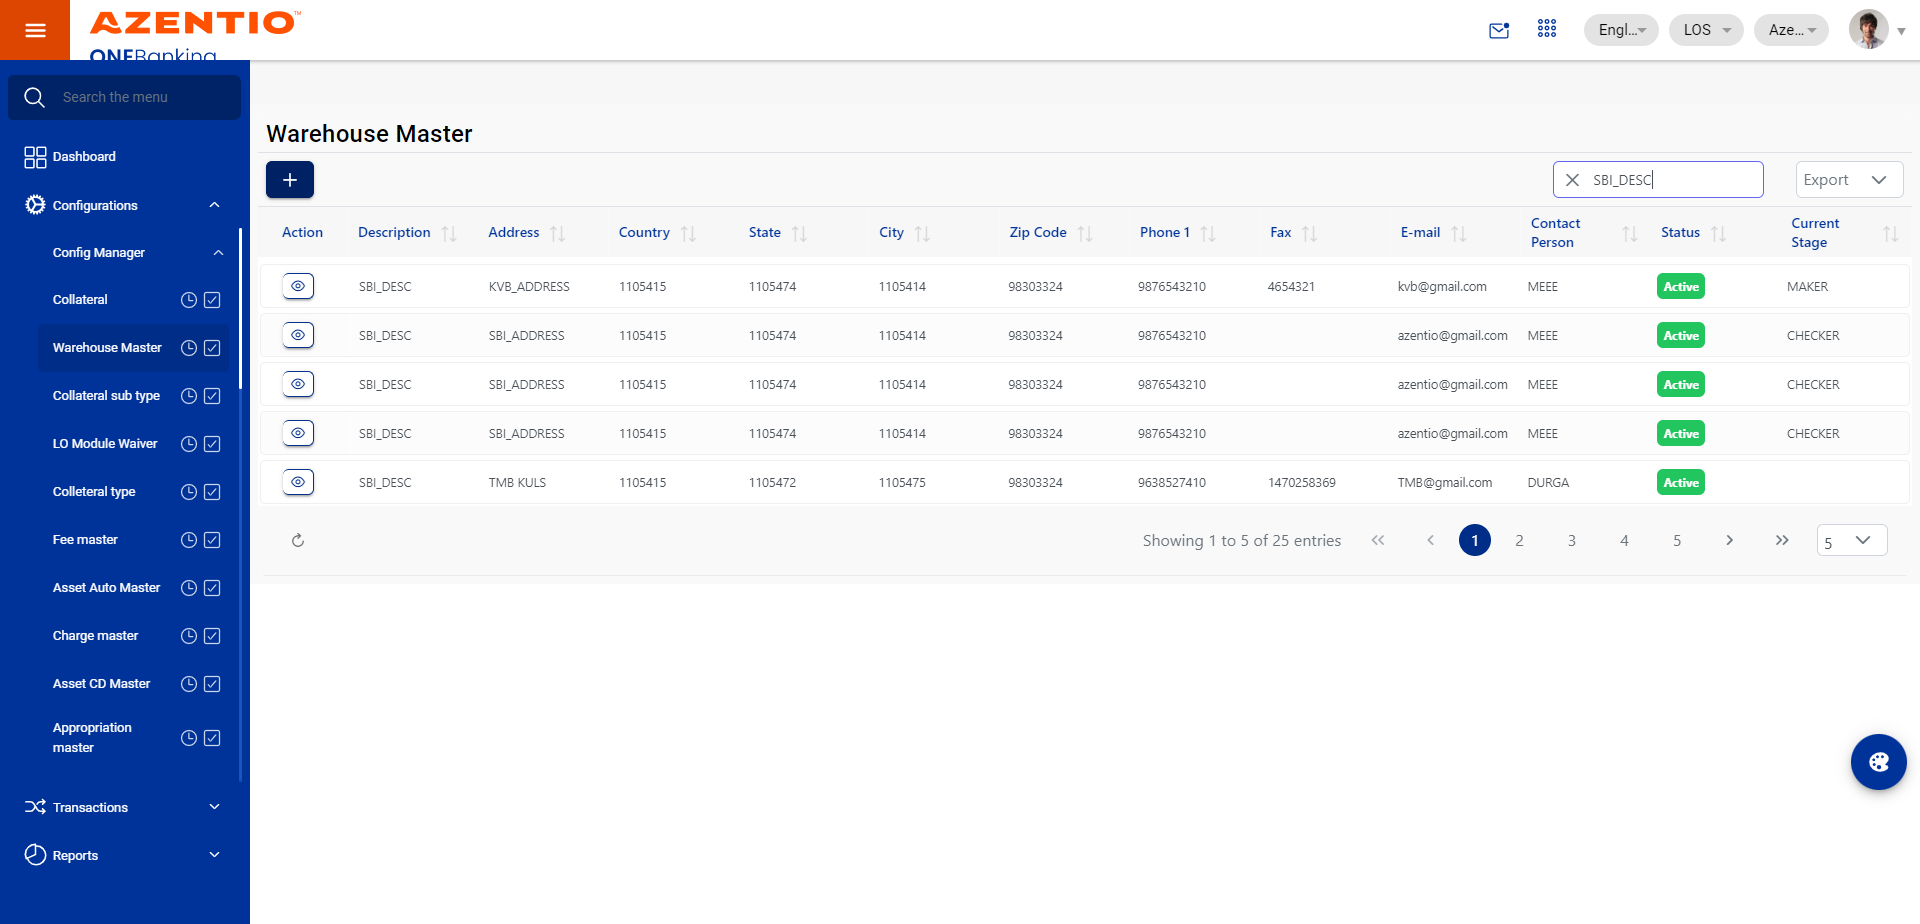 AZENTIO™
ONEBanking
Engl...
LOS
Aze...
Search the menu
Dashboard
Configurations
Config Manager
Collateral
Warehouse Master
Collateral sub type
LO Module Waiver
Colleteral type
Fee master
Asset Auto Master
Charge master
Asset CD Master
Appropriation
master
Transactions
Reports
Warehouse Master
+
SBI_DESC
Export
Action Description Address Country State City Zip Code Phone 1 Fax E-mail Contact Person Status Current Stage
SBI_DESC KVB_ADDRESS 1105415 1105474 1105414 98303324 9876543210 4654321 kvb@gmail.com MEEE Active MAKER
SBI_DESC SBI_ADDRESS 1105415 1105474 1105414 98303324 9876543210 azentio@gmail.com MEEE Active CHECKER
SBI_DESC SBI_ADDRESS 1105415 1105474 1105414 98303324 9876543210 azentio@gmail.com MEEE Active CHECKER
SBI_DESC SBI_ADDRESS 1105415 1105474 1105414 98303324 9876543210 azentio@gmail.com MEEE Active CHECKER
SBI_DESC TMB KULS 1105415 1105472 1105475 98303324 9638527410 1470258369 TMB@gmail.com DURGA Active
Showing 1 to 5 of 25 entries « ‹ 1 2 3 4 5 › » 5